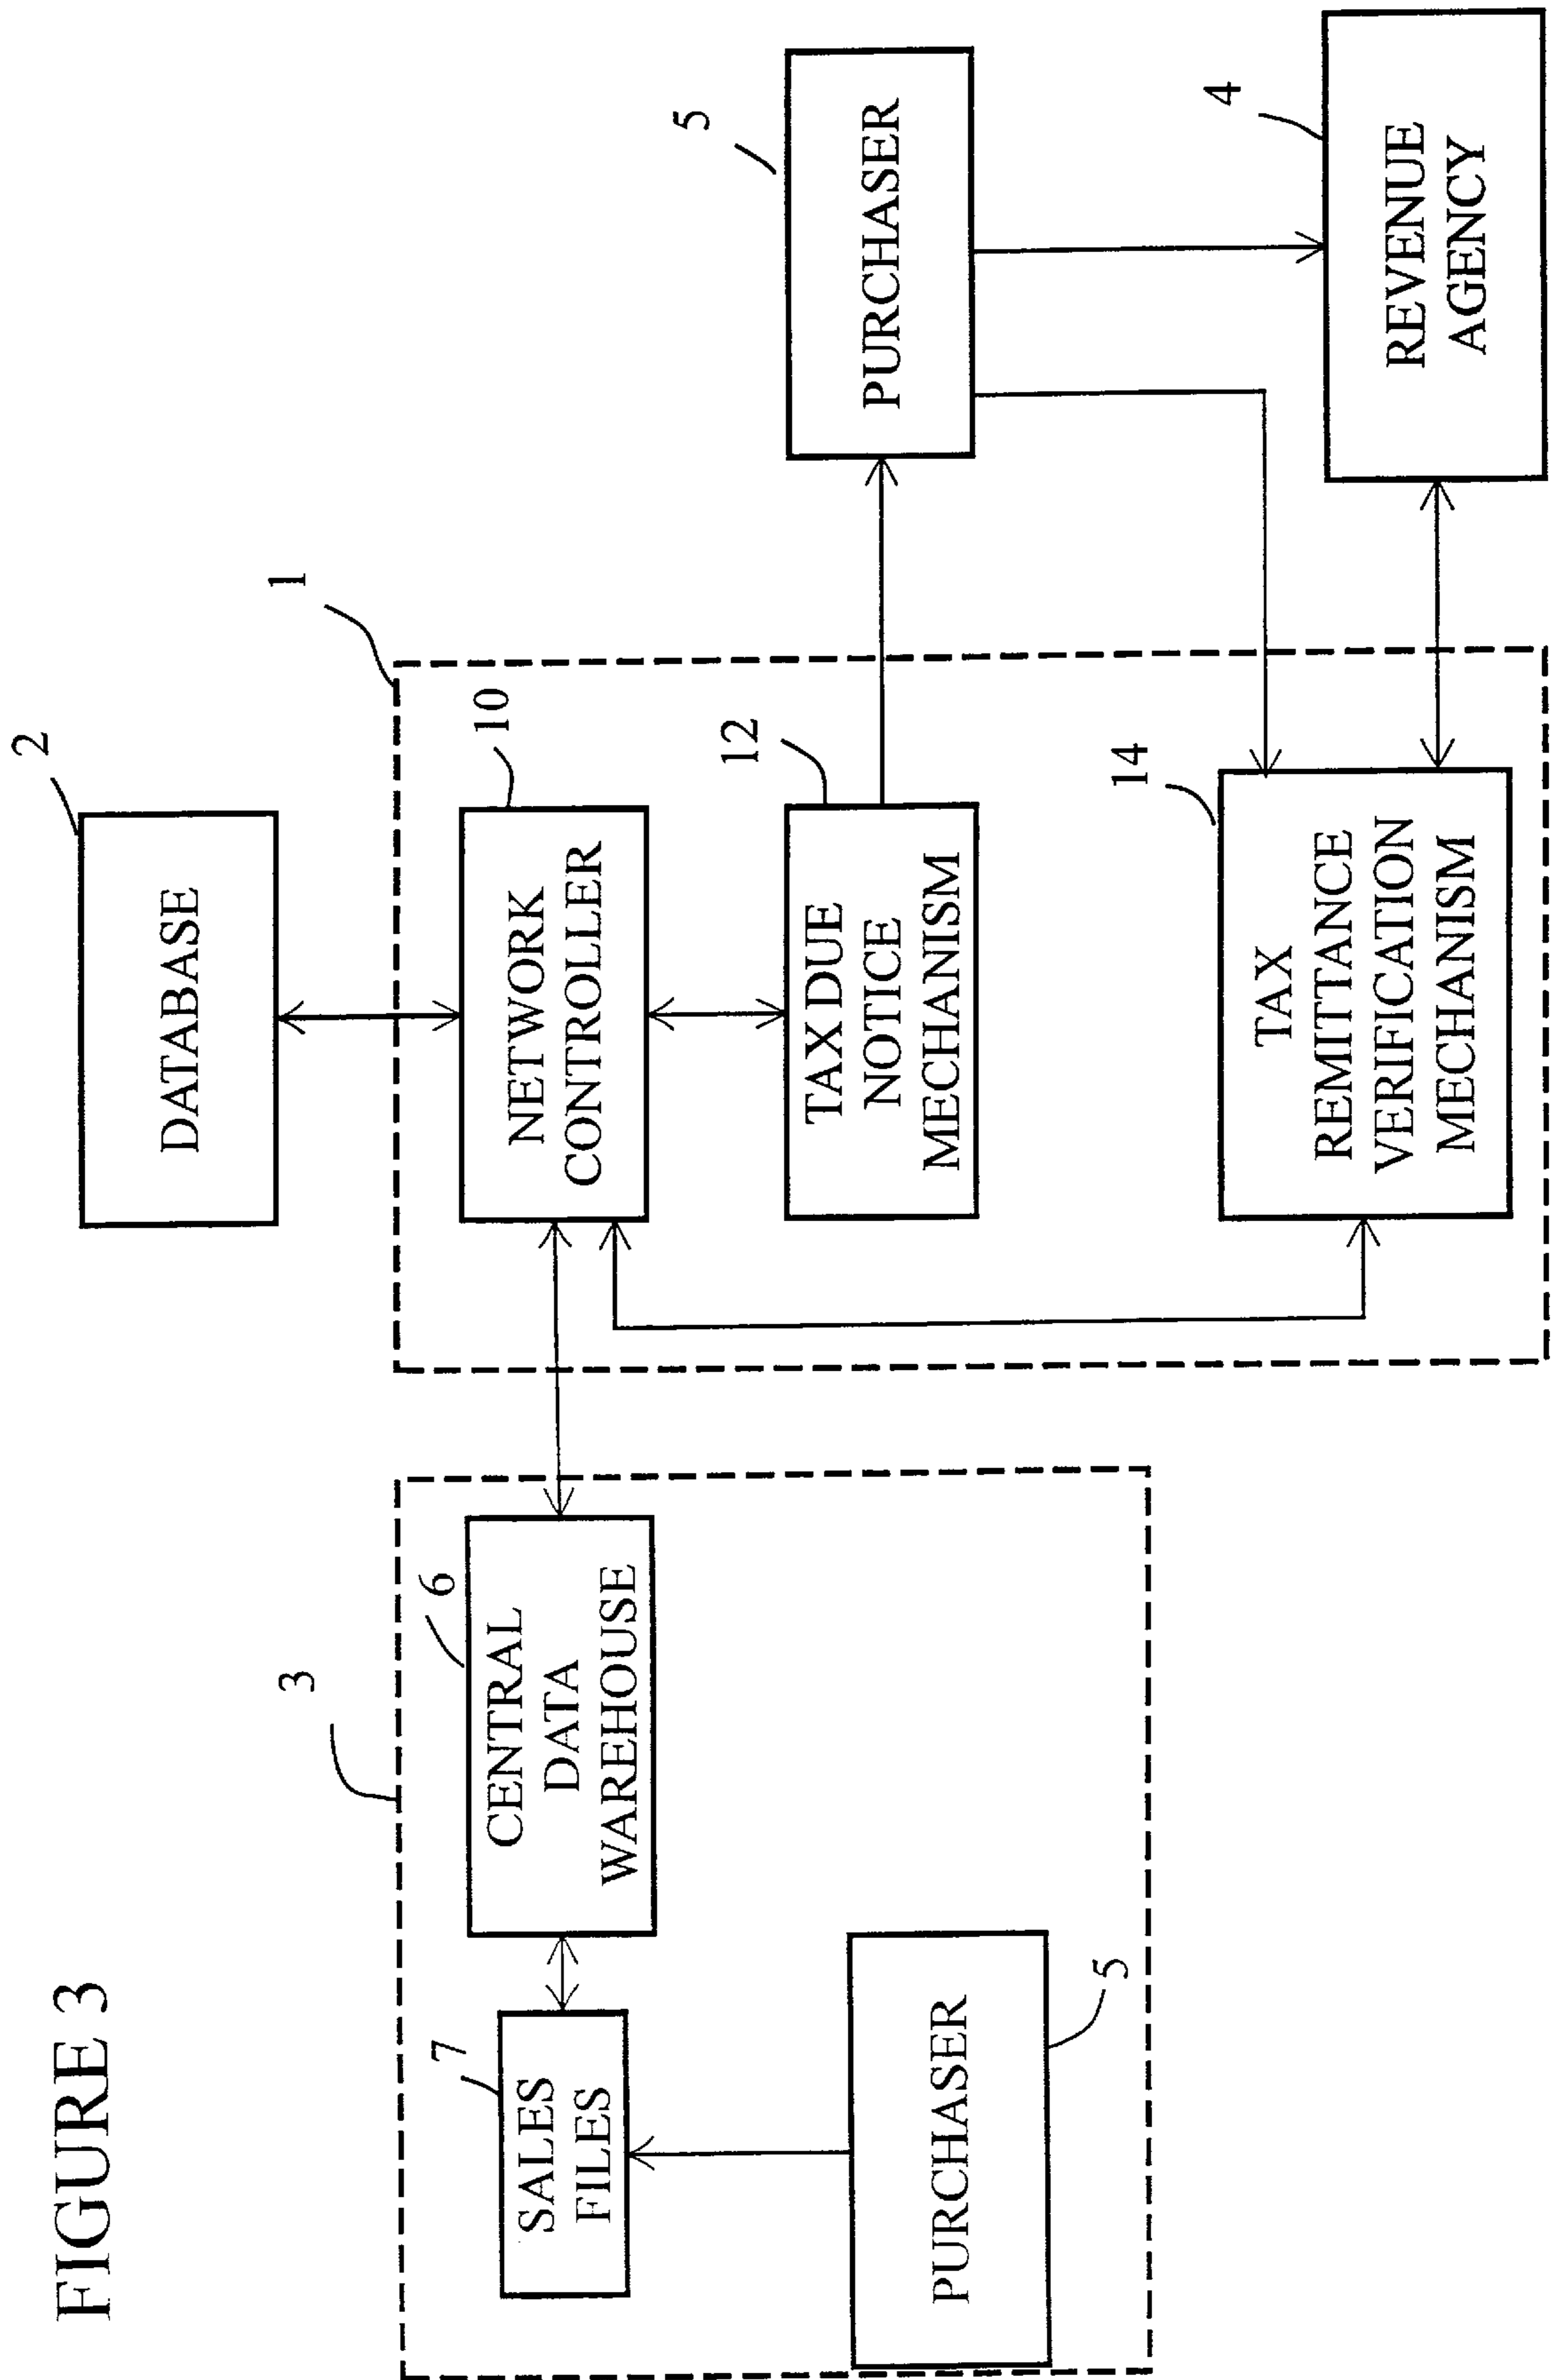 FIGURE 3
2
DATABASE
1
3
7
SALES
FILES
6
CENTRAL
DATA
WAREHOUSE
10
NETWORK
CONTROLLER
12
TAX DUE
NOTICE
MECHANISM
5
PURCHASER
PURCHASER
5
14
TAX
REMITTANCE
VERIFICATION
MECHANISM
4
REVENUE
AGENCY